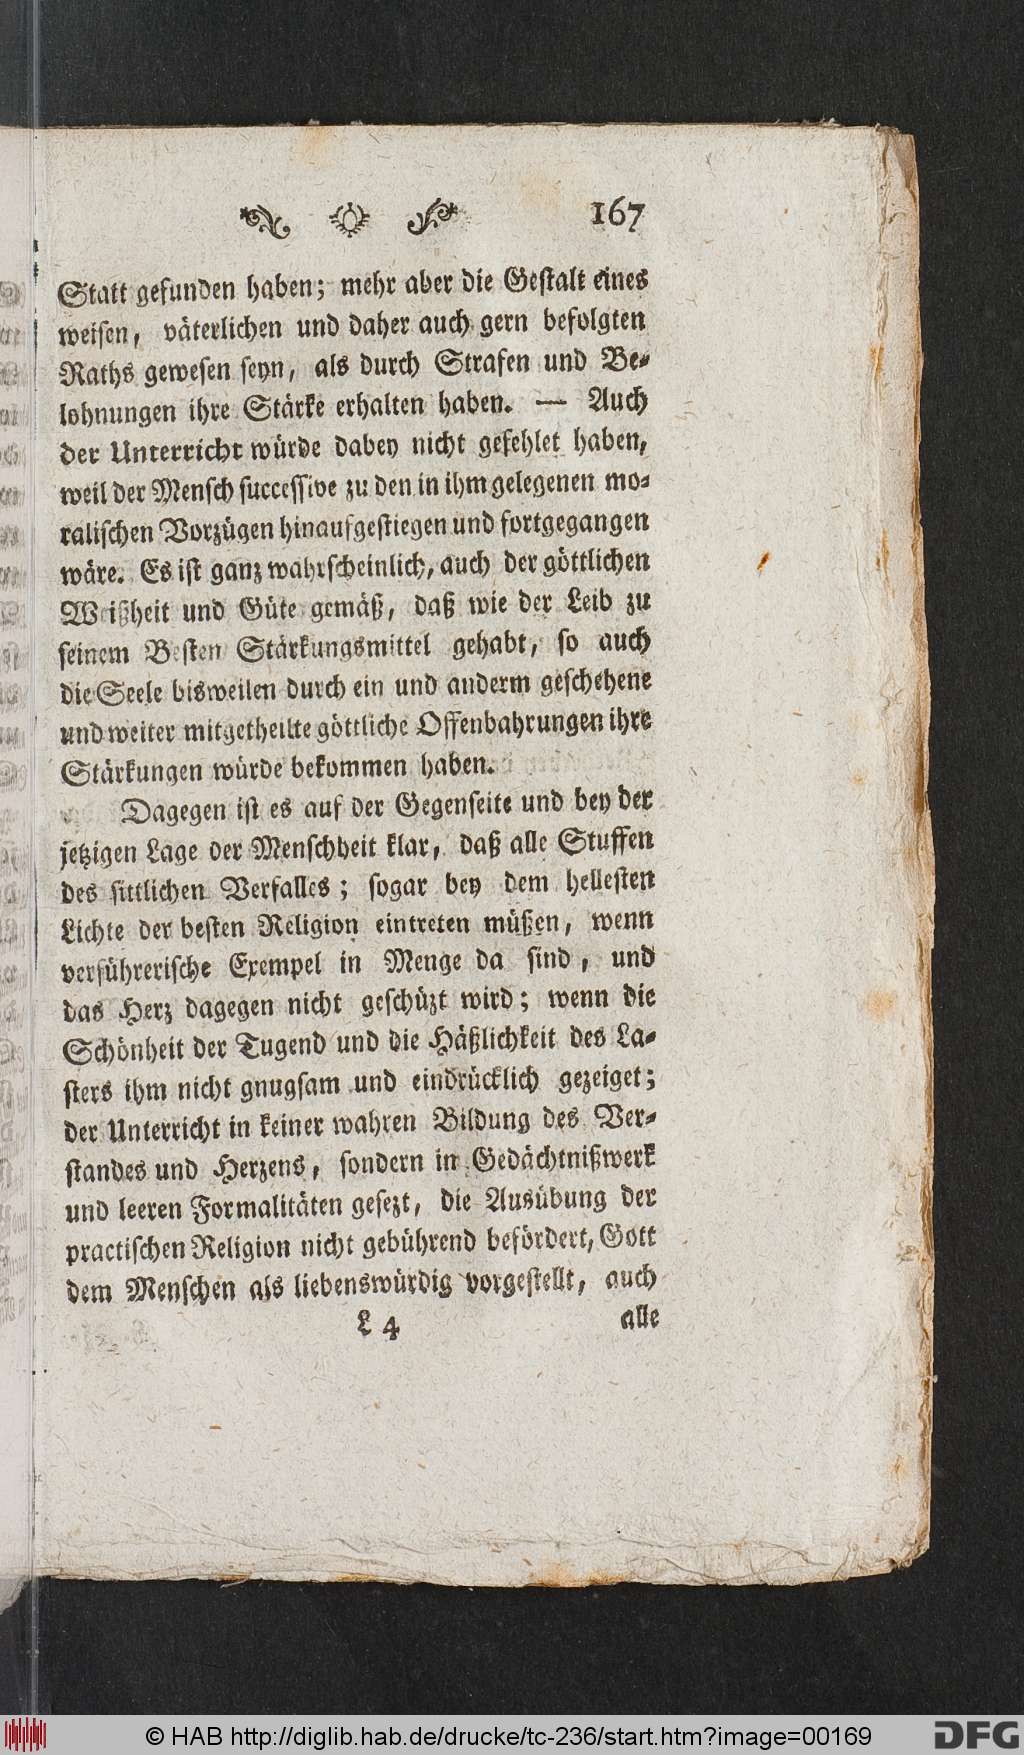 167
Statt gefunden haben; mehr aber die Gestalt eines
weisen, väterlichen und daher auch gern befolgten
Raths gewesen seyn, als durch Strafen und Be-
lohnungen ihre Stärke erhalten haben. — Auch
der Unterricht würde dabey nicht gefehlet haben,
weil der Mensch successive zu den in ihm gelegenen mo-
ralischen Vorzügen hinaufgestiegen und fortgegangen
wäre. Es ist ganz wahrscheinlich, auch der göttlichen
Weißheit und Güte gemäß, daß wie der Leib zu
seinem Besten Stärkungsmittel gehabt, so auch
die Seele bisweilen durch ein und anderm geschehene
und weiter mitgetheilte göttliche Offenbahrungen ihre
Stärkungen würde bekommen haben.
Dagegen ist es auf der Gegenseite und bey der
jetzigen Lage der Menschheit klar, daß alle Stuffen
des sittlichen Verfalles; sogar bey dem hellesten
Lichte der besten Religion eintreten müßen, wenn
verführerische Exempel in Menge da sind, und
das Herz dagegen nicht geschüzt wird; wenn die
Schönheit der Tugend und die Häßlichkeit des La-
sters ihm nicht gnugsam und eindrücklich gezeiget;
der Unterricht in keiner wahren Bildung des Ver-
standes und Herzens, sondern in Gedächtnißwerk
und leeren Formalitäten gesezt, die Ausübung der
practischen Religion nicht gebührend befördert, Gott
dem Menschen als liebenswürdig vorgestellt, auch
L 4 alle
© HAB http://diglib.hab.de/drucke/tc-236/start.htm?image=00169 DFG